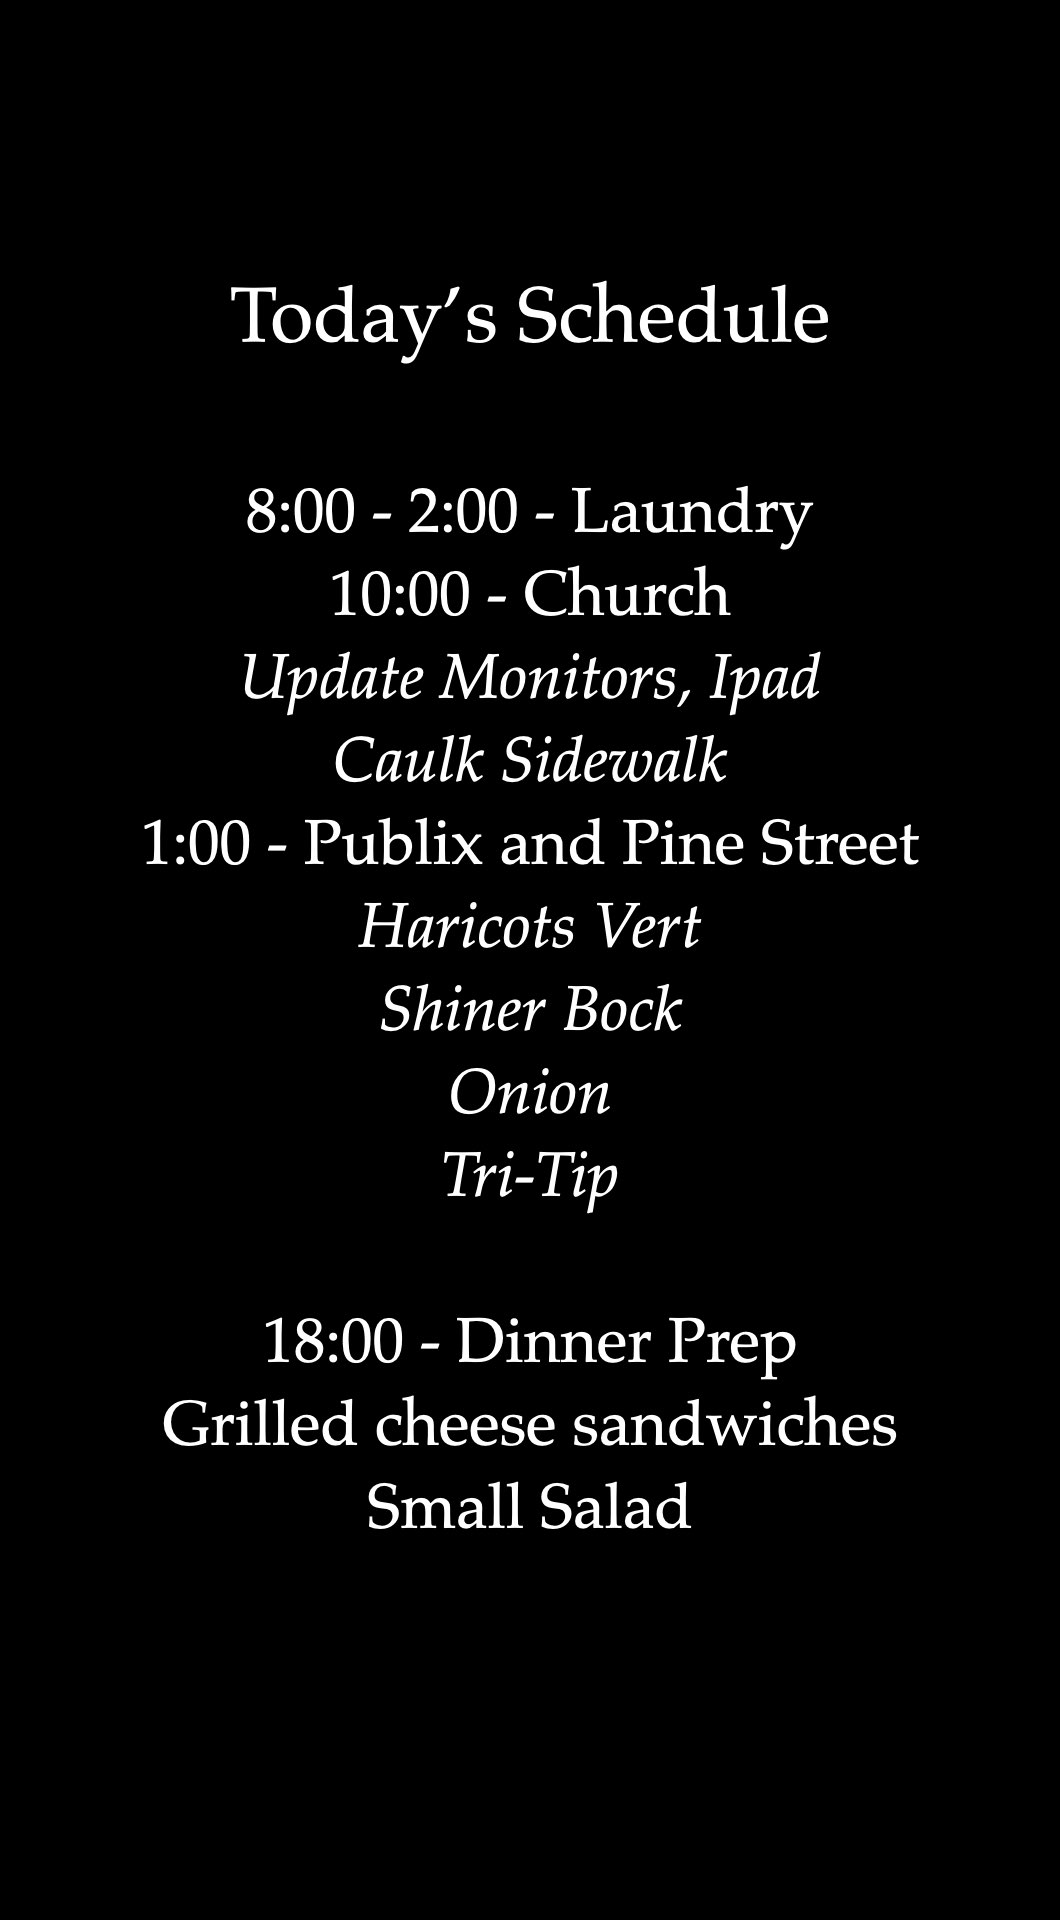 Today’s Schedule
8:00 - 2:00 - Laundry
10:00 - Church
Update Monitors, Ipad
Caulk Sidewalk
1:00 - Publix and Pine Street
Haricots Vert
Shiner Bock
Onion
Tri-Tip
18:00 - Dinner Prep
Grilled cheese sandwiches
Small Salad